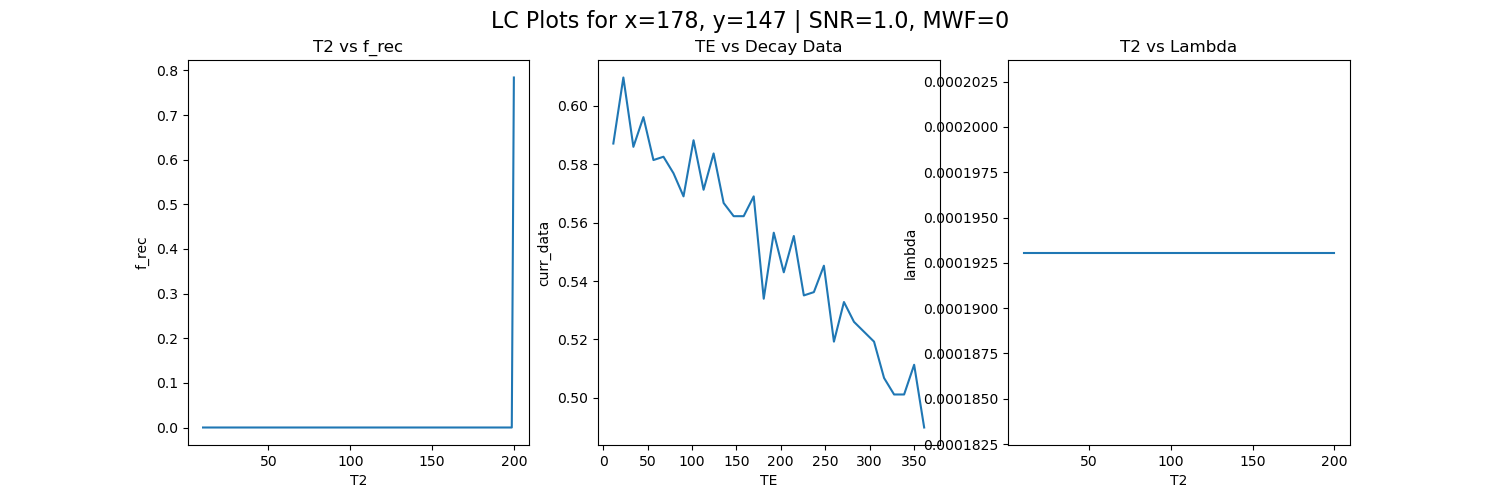 LC Plots for x=178, y=147 | SNR=1.0, MWF=0
T2 vs f_rec
0.8
0.7
0.6
0.5
0.4
0.3
0.2
0.1
0.0
f_rec
50 100 150 200
T2
TE vs Decay Data
0.60
0.58
0.56
0.54
0.52
0.50
curr_data
0 50 100 150 200 250 300 350
TE
T2 vs Lambda
0.0002025
0.0002000
0.0001975
0.0001950
0.0001925
0.0001900
0.0001875
0.0001850
0.0001825
lambda
50 100 150 200
T2